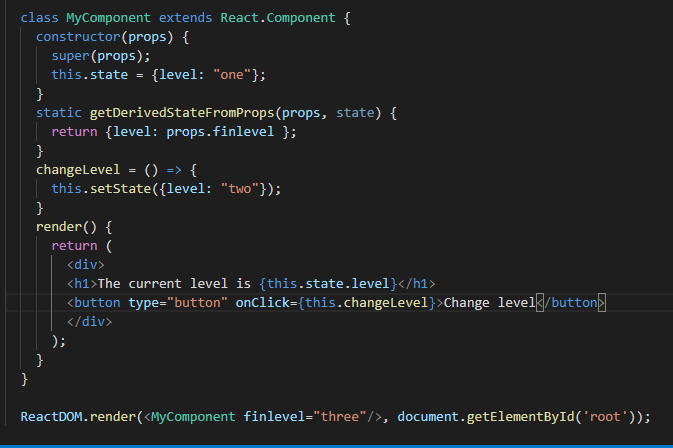 class MyComponent extends React.Component {
  constructor(props) {
    super(props);
    this.state = {level: "one"};
  }
  static getDerivedStateFromProps(props, state) {
    return {level: props.finlevel };
  }
  changeLevel = () => {
    this.setState({level: "two"});
  }
  render() {
    return (
      <div>
      <h1>The current level is {this.state.level}</h1>
      <button type="button" onClick={this.changeLevel}>Change level</button>
      </div>
    );
  }
}

ReactDOM.render(<MyComponent finlevel="three"/>, document.getElementById('root'));